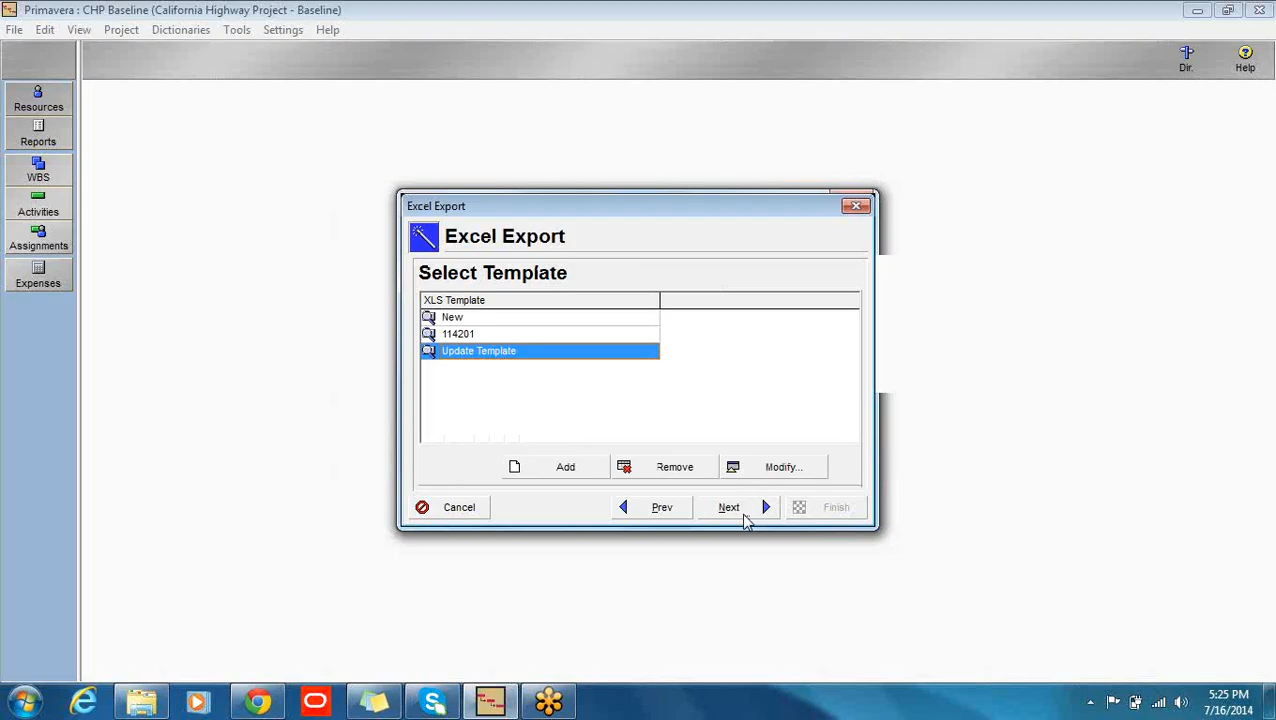 Primavera : CHP Baseline (California Highway Project - Baseline)
File Edit View Project Dictionaries Tools Settings Help
Dir. Help
Resources
Reports
WBS
Activities
Assignments
Expenses
Excel Export
Excel Export
Select Template
XLS Template
New
114201
Update Template
Add Remove Modify...
Cancel Prev Next Finish
5:25 PM
7/16/2014